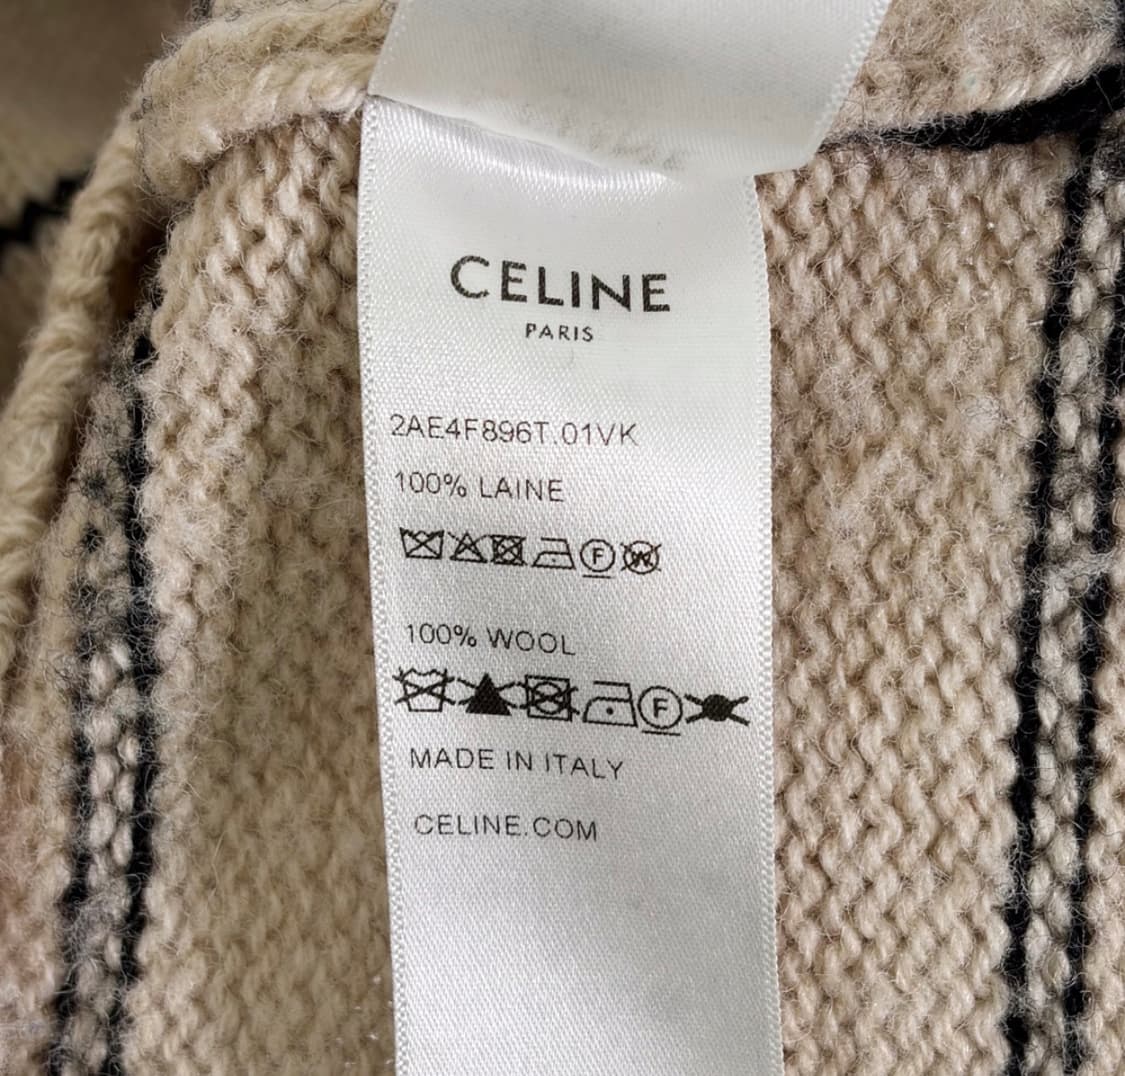 CELINE
PARIS
2AE4F896T.01VK
100% LAINE
F W
100% WOOL
F
MADE IN ITALY
CELINE.COM